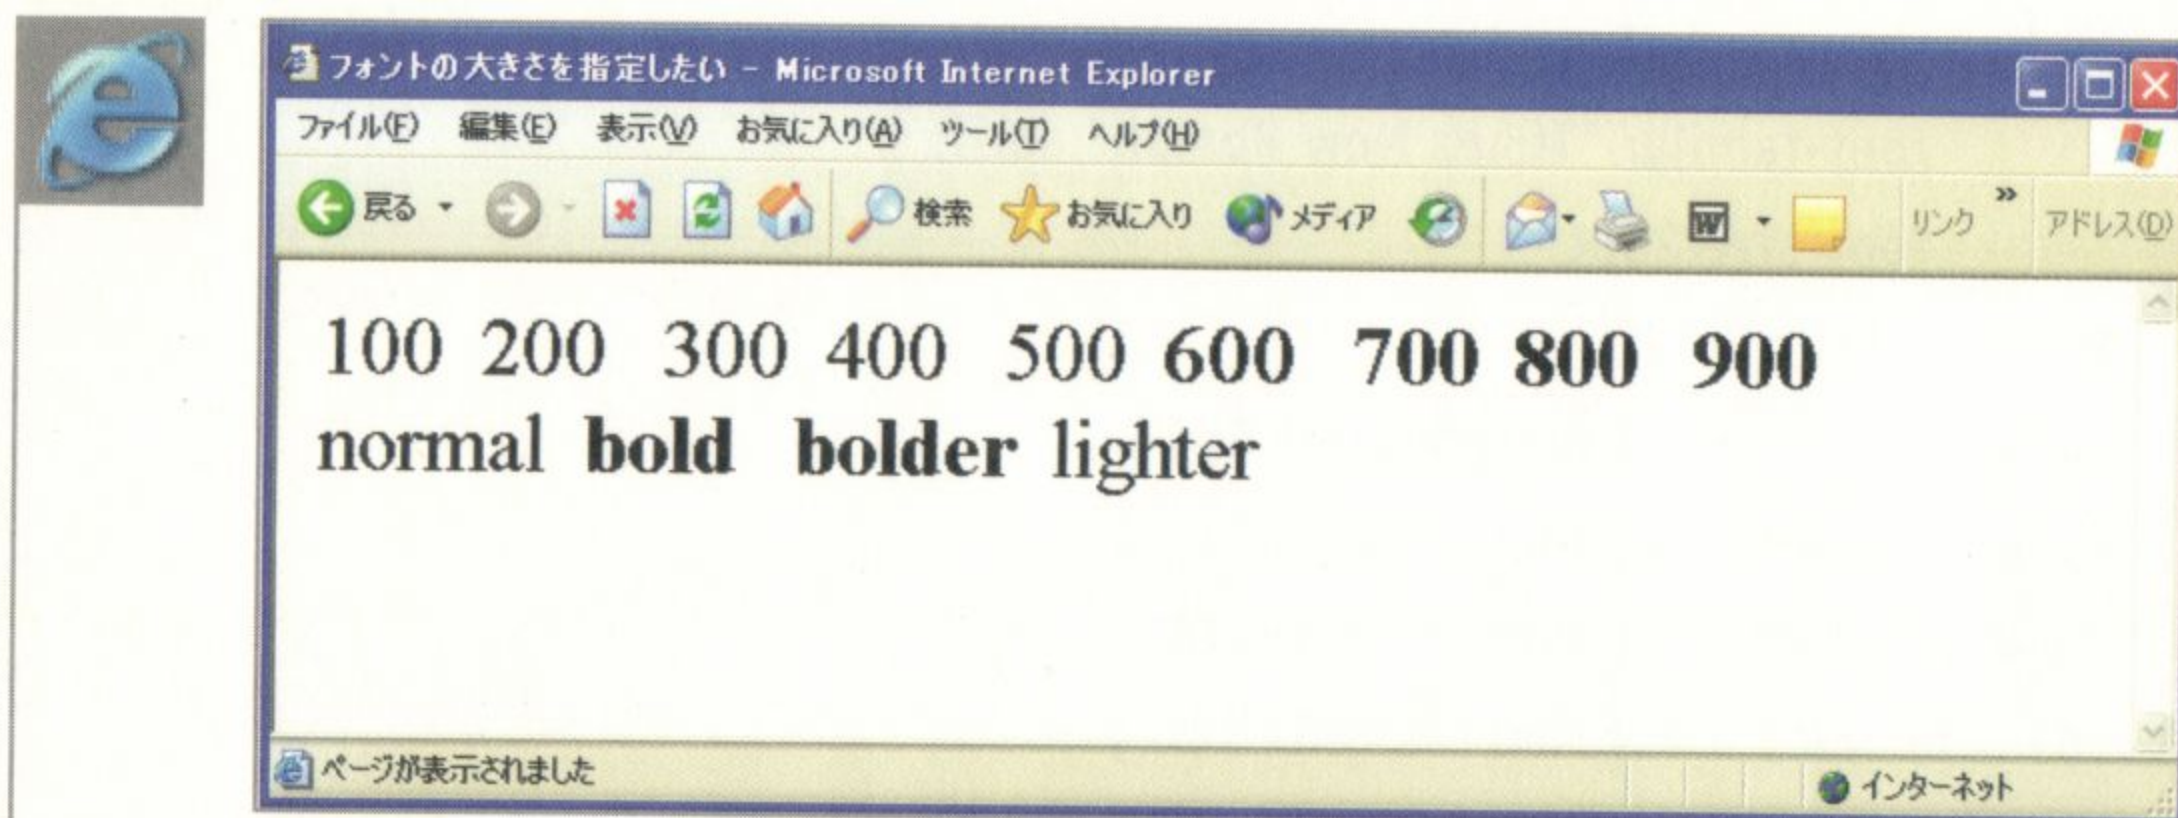 フォントの大きさを指定したい - Microsoft Internet Explorer
ファイル(F) 編集(E) 表示(V) お気に入り(A) ツール(T) ヘルプ(H)
戻る 検索 お気に入り メディア W リンク » アドレス(D)
100 200 300 400 500 600 700 800 900
normal bold bolder lighter
ページが表示されました インターネット